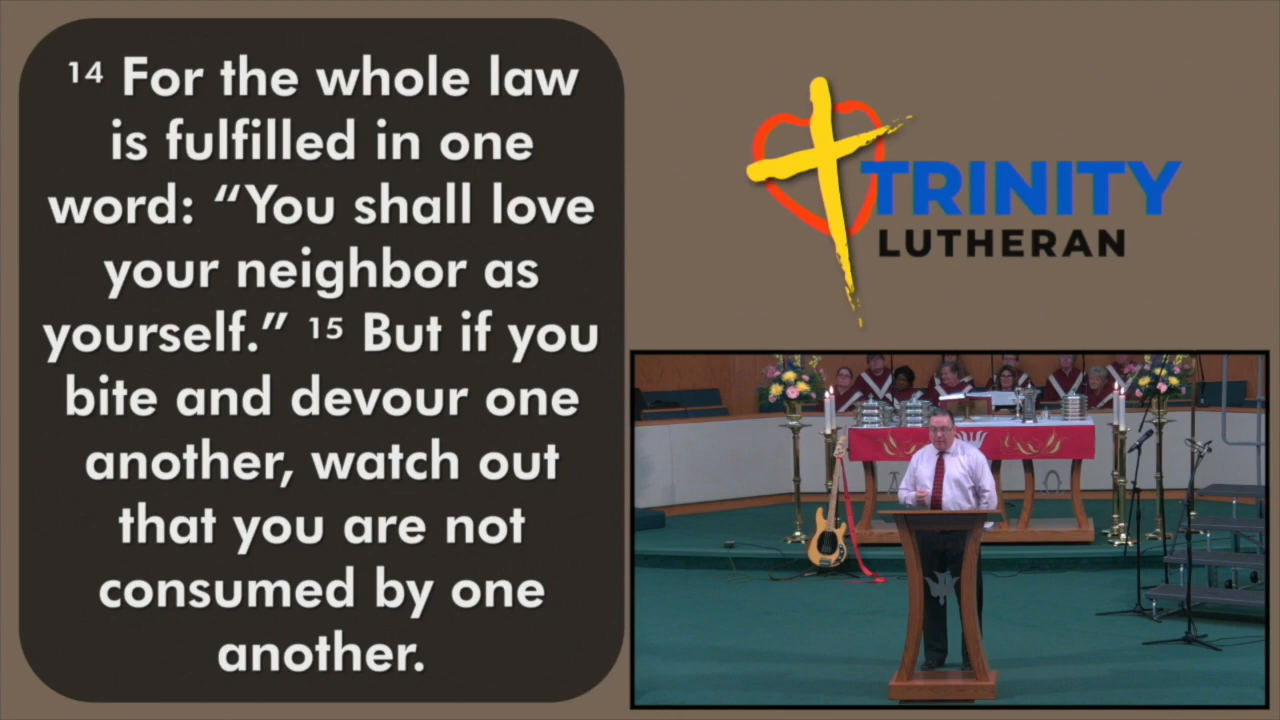 ¹⁴ For the whole law
is fulfilled in one
word: “You shall love
your neighbor as
yourself.” ¹⁵ But if you
bite and devour one
another, watch out
that you are not
consumed by one
another.
TRINITY
LUTHERAN